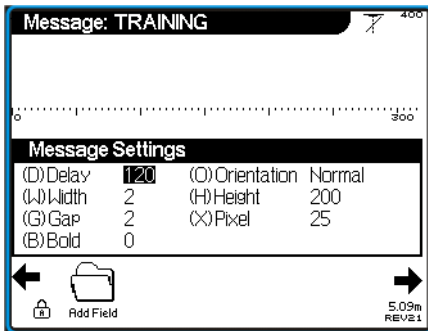 Message: TRAINING
400
0 300
Message Settings
(D)Delay 120 (O)Orientation Normal
(W)Width 2 (H)Height 200
(G)Gap 2 (X)Pixel 25
(B)Bold 0
A
Add Field
5.09m
REV21